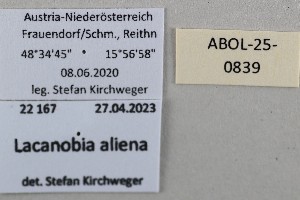 Austria-Niederösterreich
Frauendorf/Schm., Reithn
48°34'45" • 15°56'58"
08.06.2020
leg. Stefan Kirchweger
22 167 27.04.2023
Lacanobia aliena
det. Stefan Kirchweger
ABOL-25-
0839